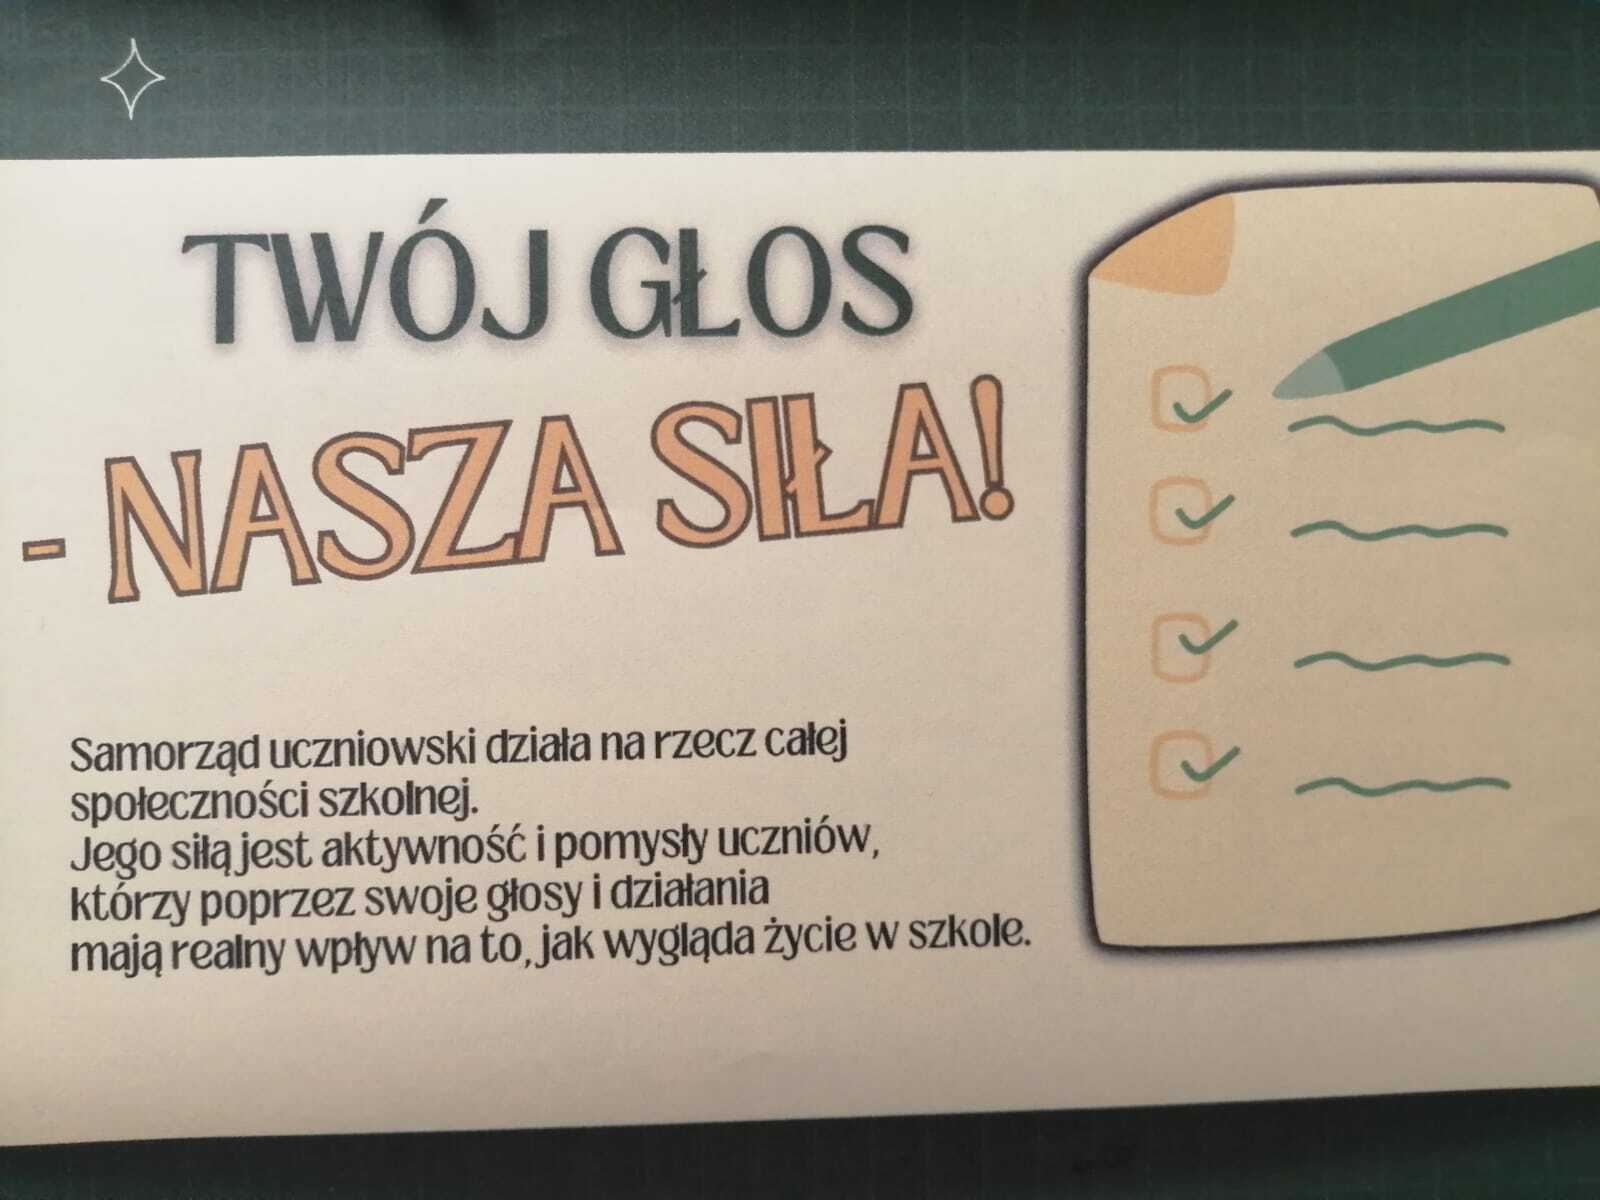 TWÓJ GŁOS
- NASZA SIŁA!
Samorząd uczniowski działa na rzecz całej
społeczności szkolnej.
Jego siłą jest aktywność i pomysły uczniów,
którzy poprzez swoje głosy i działania
mają realny wpływ na to, jak wygląda życie w szkole.